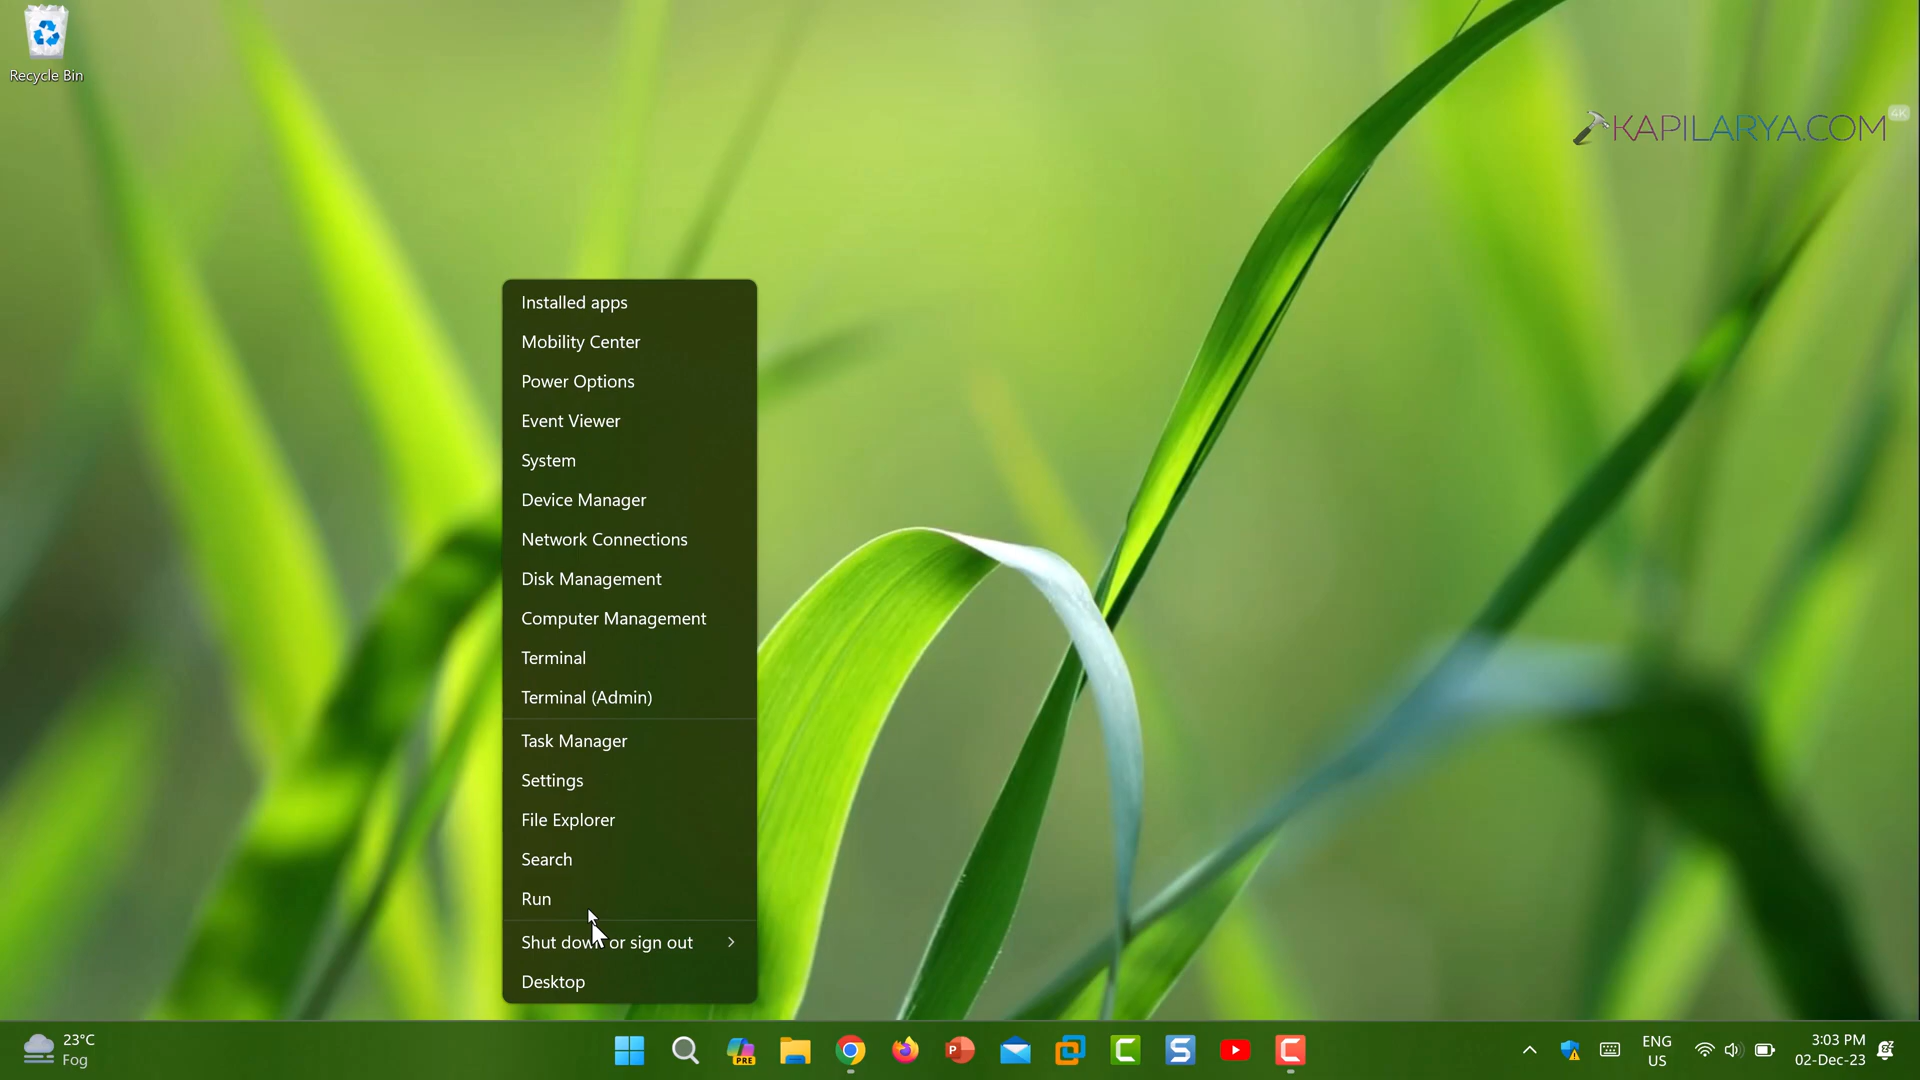 Recycle Bin
KAPILARYA.COM
4K
Installed apps
Mobility Center
Power Options
Event Viewer
System
Device Manager
Network Connections
Disk Management
Computer Management
Terminal
Terminal (Admin)
Task Manager
Settings
File Explorer
Search
Run
Shut down or sign out
Desktop
23°C
Fog
PRE
P
C
S
C
ENG
US
3:03 PM
02-Dec-23